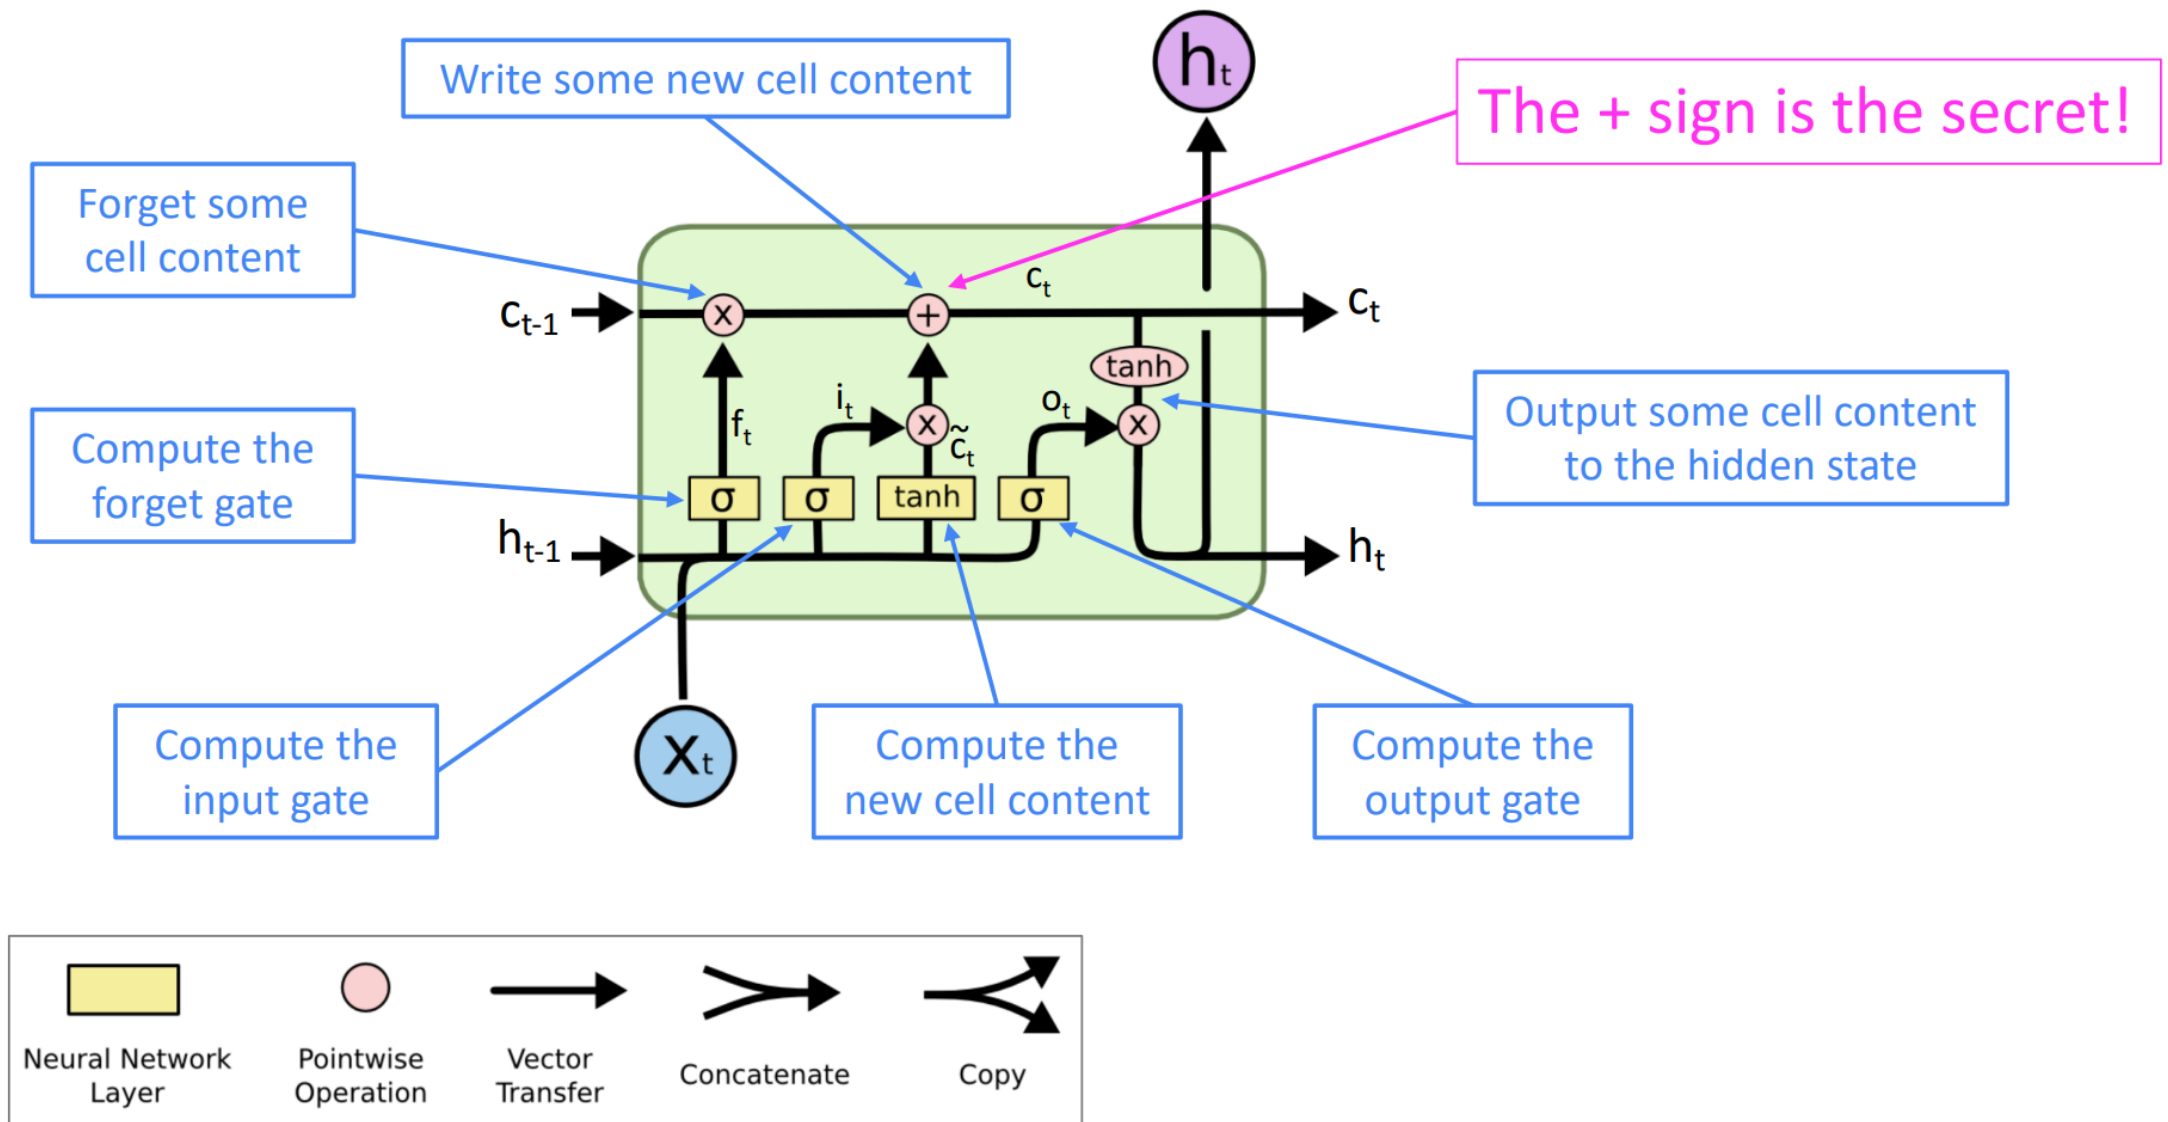 Write some new cell content
hₜ
The + sign is the secret!
Forget some
cell content
cₜ₋₁
x
+
cₜ
cₜ
tanh
fₜ
iₜ
x
c̃ₜ
oₜ
x
Output some cell content
to the hidden state
Compute the
forget gate
σ
σ
tanh
σ
hₜ₋₁
hₜ
xₜ
Compute the
input gate
Compute the
new cell content
Compute the
output gate
Neural Network
Layer
Pointwise
Operation
Vector
Transfer
Concatenate
Copy